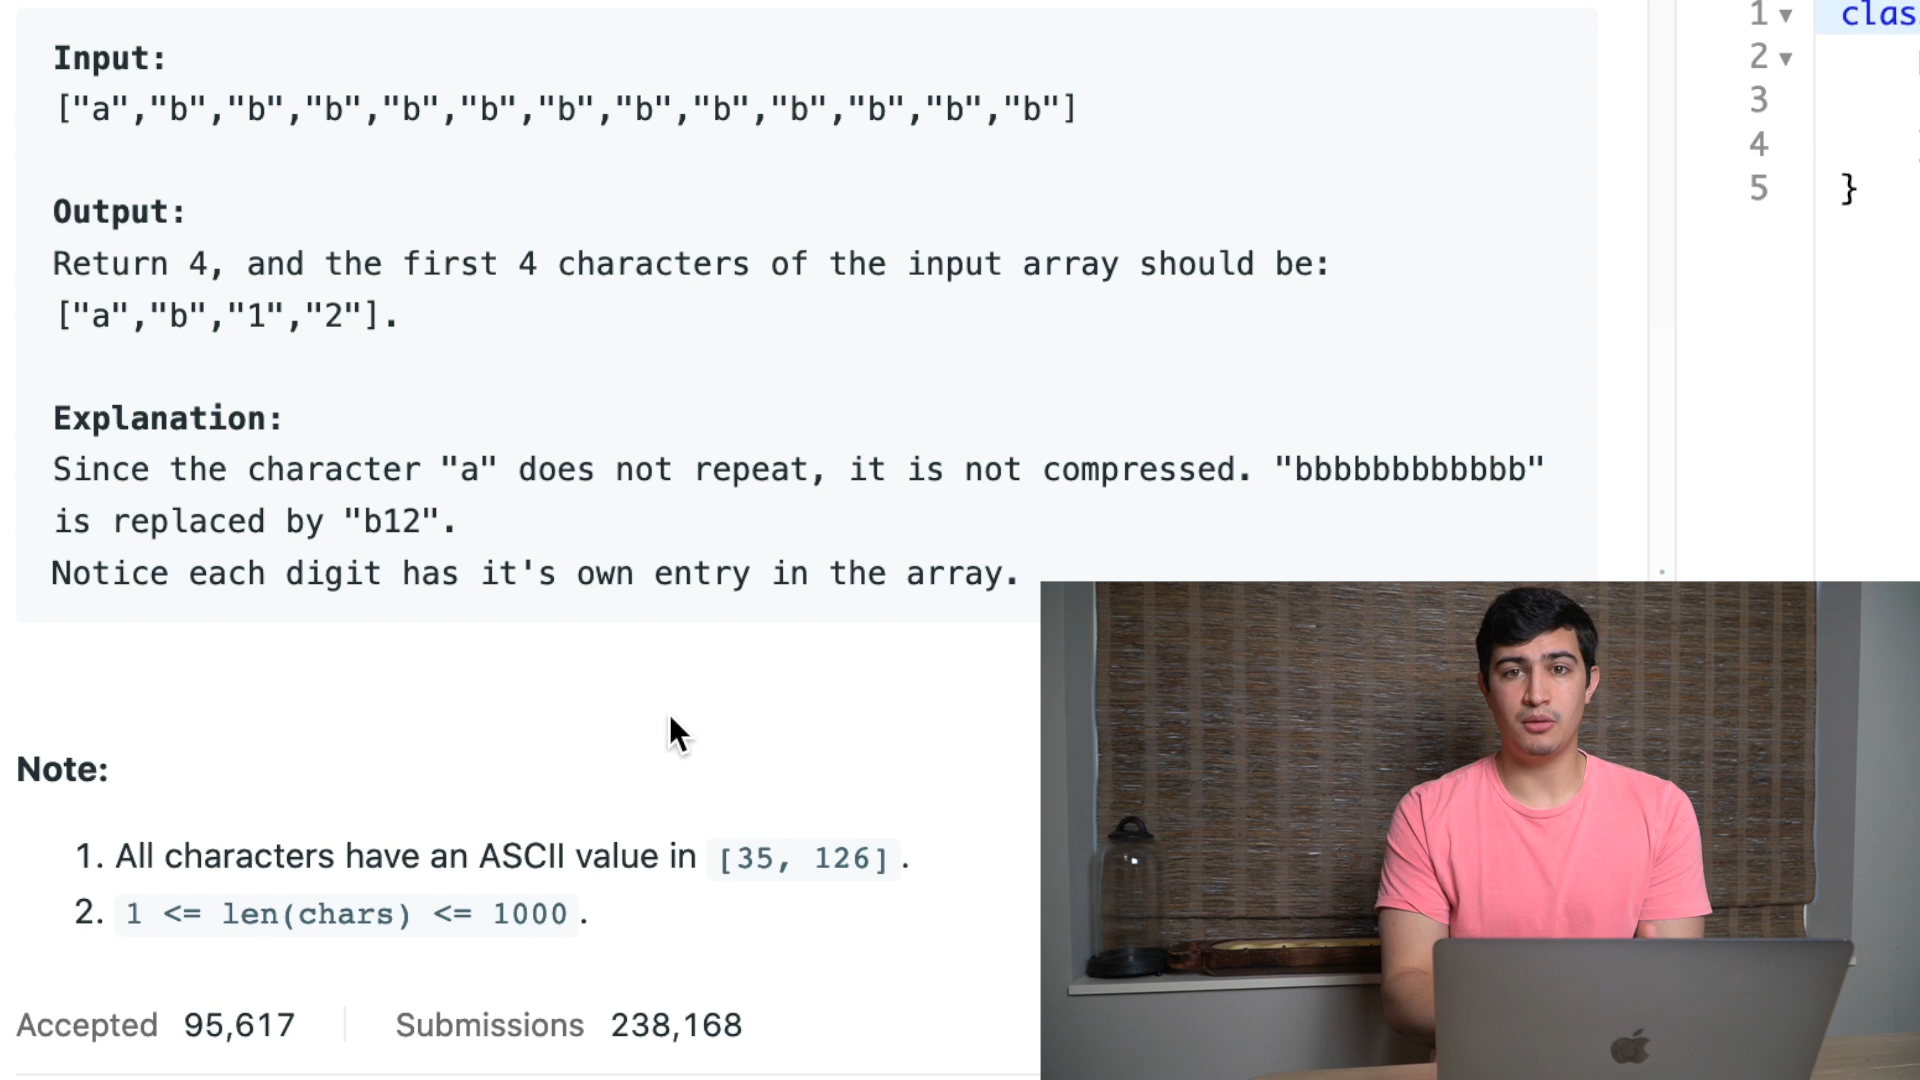 Input:
["a","b","b","b","b","b","b","b","b","b","b","b","b"]
Output:
Return 4, and the first 4 characters of the input array should be:
["a","b","1","2"].
Explanation:
Since the character "a" does not repeat, it is not compressed. "bbbbbbbbbbbb"
is replaced by "b12".
Notice each digit has it's own entry in the array.
Note:
1. All characters have an ASCII value in [35, 126].
2. 1 <= len(chars) <= 1000.
Accepted 95,617 Submissions 238,168
1 clas
2
3
4
5 }